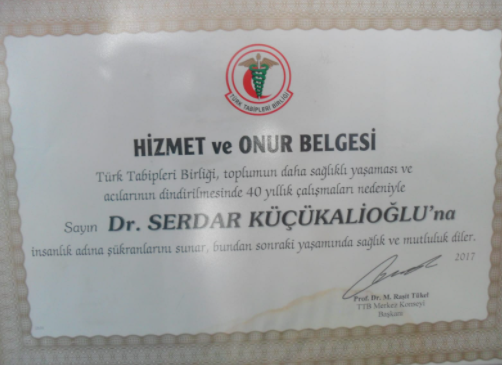 TÜRK TABİPLERİ BİRLİĞİ
HİZMET ve ONUR BELGESİ
Türk Tabipleri Birliği, toplumun daha sağlıklı yaşaması ve
acılarının dindirilmesinde 40 yıllık çalışmaları nedeniyle
Sayın Dr. SERDAR KÜÇÜKALİOĞLU'na
insanlık adına şükranlarını sunar, bundan sonraki yaşamında sağlık ve mutluluk diler.
2017
Prof. Dr. M. Raşit Tükel
TTB Merkez Konseyi
Başkanı